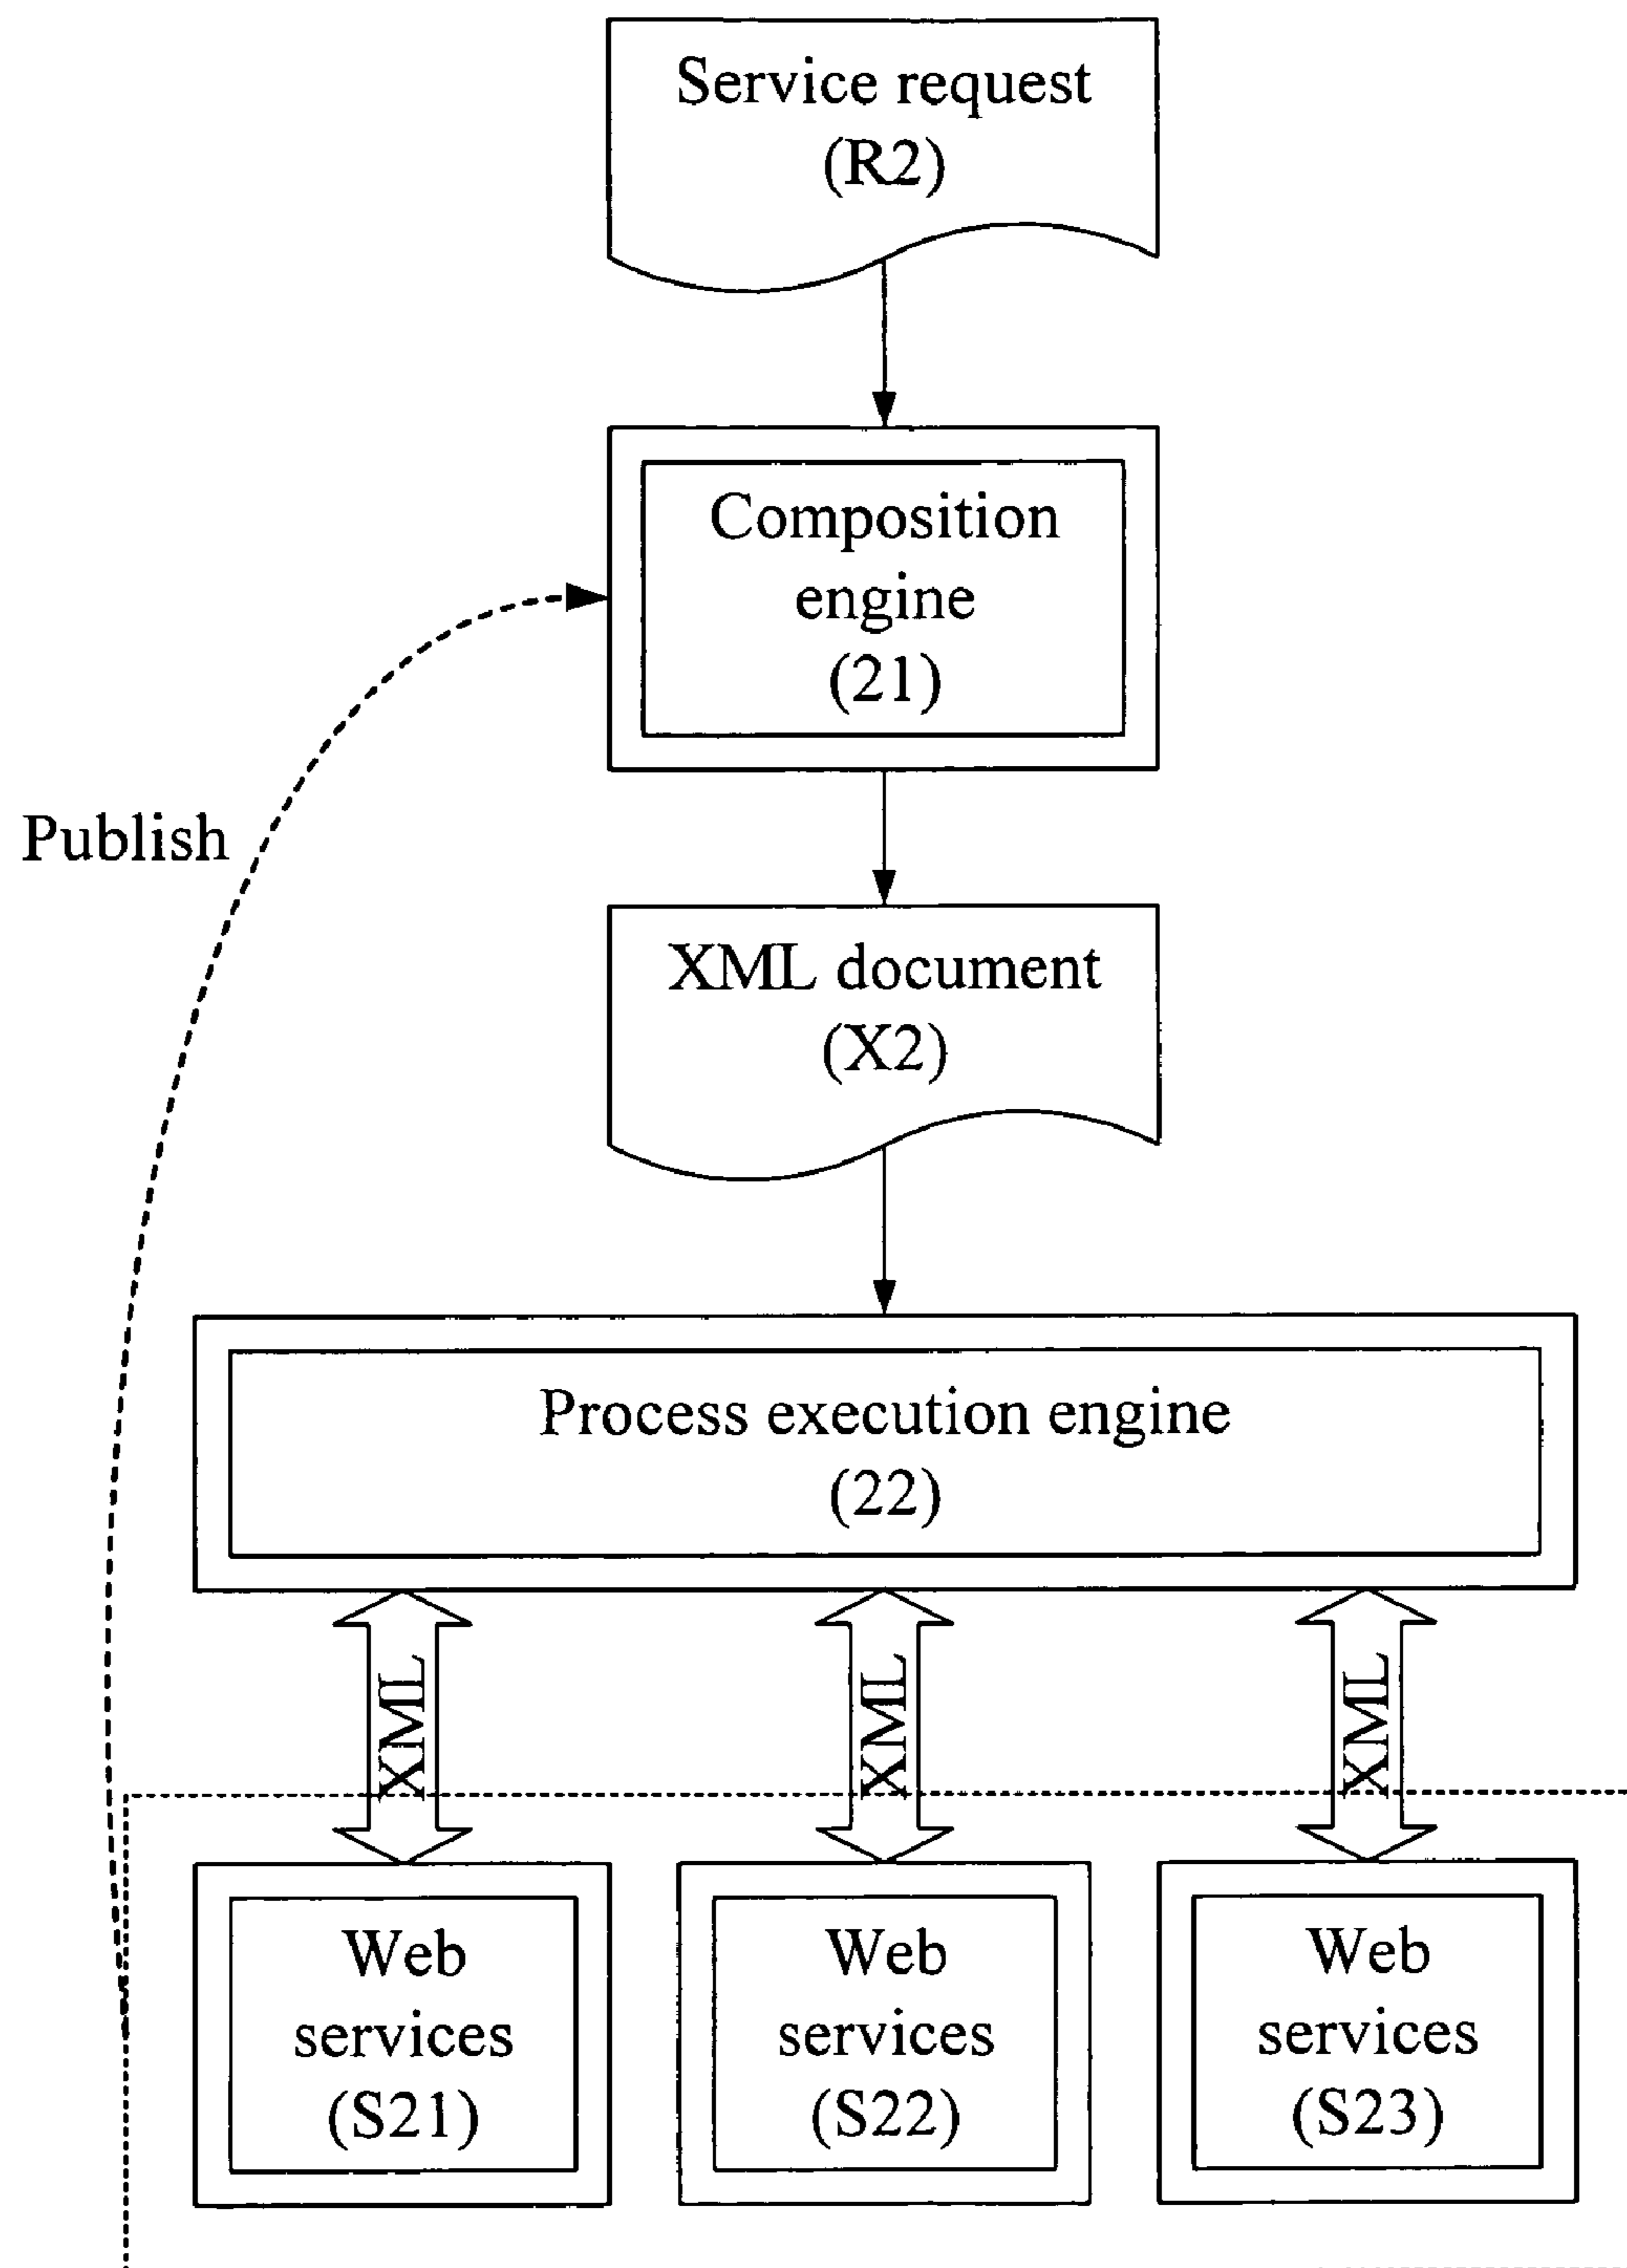 Service request
(R2)
Composition
engine
(21)
Publish
XML document
(X2)
Process execution engine
(22)
XML
XML
XML
Web
services
(S21)
Web
services
(S22)
Web
services
(S23)